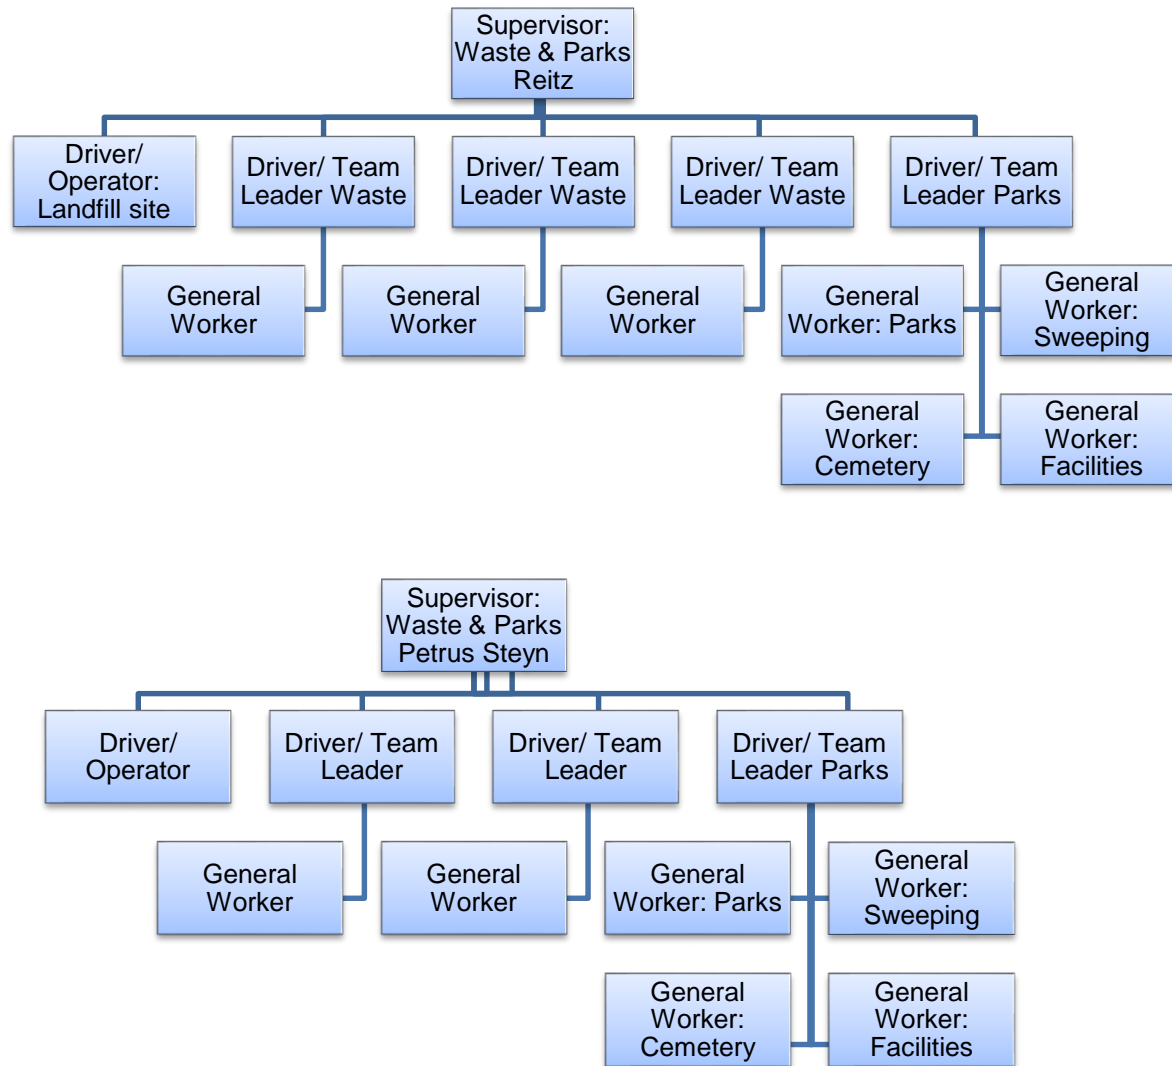 Supervisor:
Waste & Parks
Reitz
Driver/
Operator:
Landfill site
Driver/ Team
Leader Waste
Driver/ Team
Leader Waste
Driver/ Team
Leader Waste
Driver/ Team
Leader Parks
General
Worker
General
Worker
General
Worker
General
Worker: Parks
General
Worker:
Sweeping
General
Worker:
Cemetery
General
Worker:
Facilities
Supervisor:
Waste & Parks
Petrus Steyn
Driver/
Operator
Driver/ Team
Leader
Driver/ Team
Leader
Driver/ Team
Leader Parks
General
Worker
General
Worker
General
Worker: Parks
General
Worker:
Sweeping
General
Worker:
Cemetery
General
Worker:
Facilities